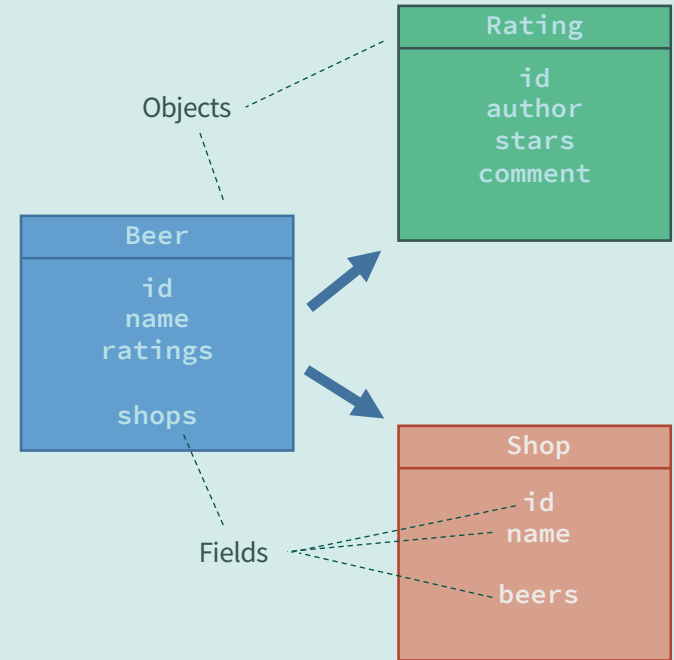 Rating
id
author
stars
comment
Objects
Beer
id
name
ratings
shops
Shop
id
name
beers
Fields